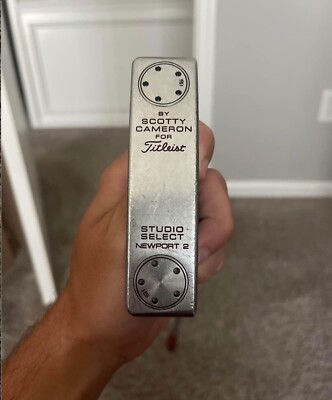 BY
SCOTTY
CAMERON
FOR
Titleist
STUDIO
SELECT
NEWPORT 2